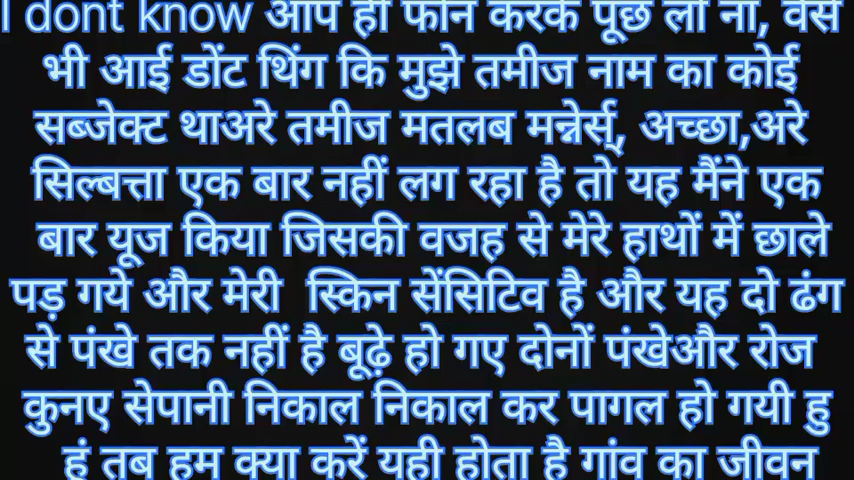 I dont know आप ही फोन करके पूछ लो ना, वैसे
भी आई डोंट थिंग कि मुझे तमीज नाम का कोई
सब्जेक्ट थाअरे तमीज मतलब मन्नेर्स्, अच्छा,अरे
सिल्बत्ता एक बार नहीं लग रहा है तो यह मैंने एक
बार यूज किया जिसकी वजह से मेरे हाथों में छाले
पड़ गये और मेरी स्किन सेंसिटिव है और यह दो ढंग
से पंखे तक नहीं है बूढ़े हो गए दोनों पंखेऔर रोज
कुनए सेपानी निकाल निकाल कर पागल हो गयी हु
हं तब हम क्या करें यही होता है गांव का जीवन